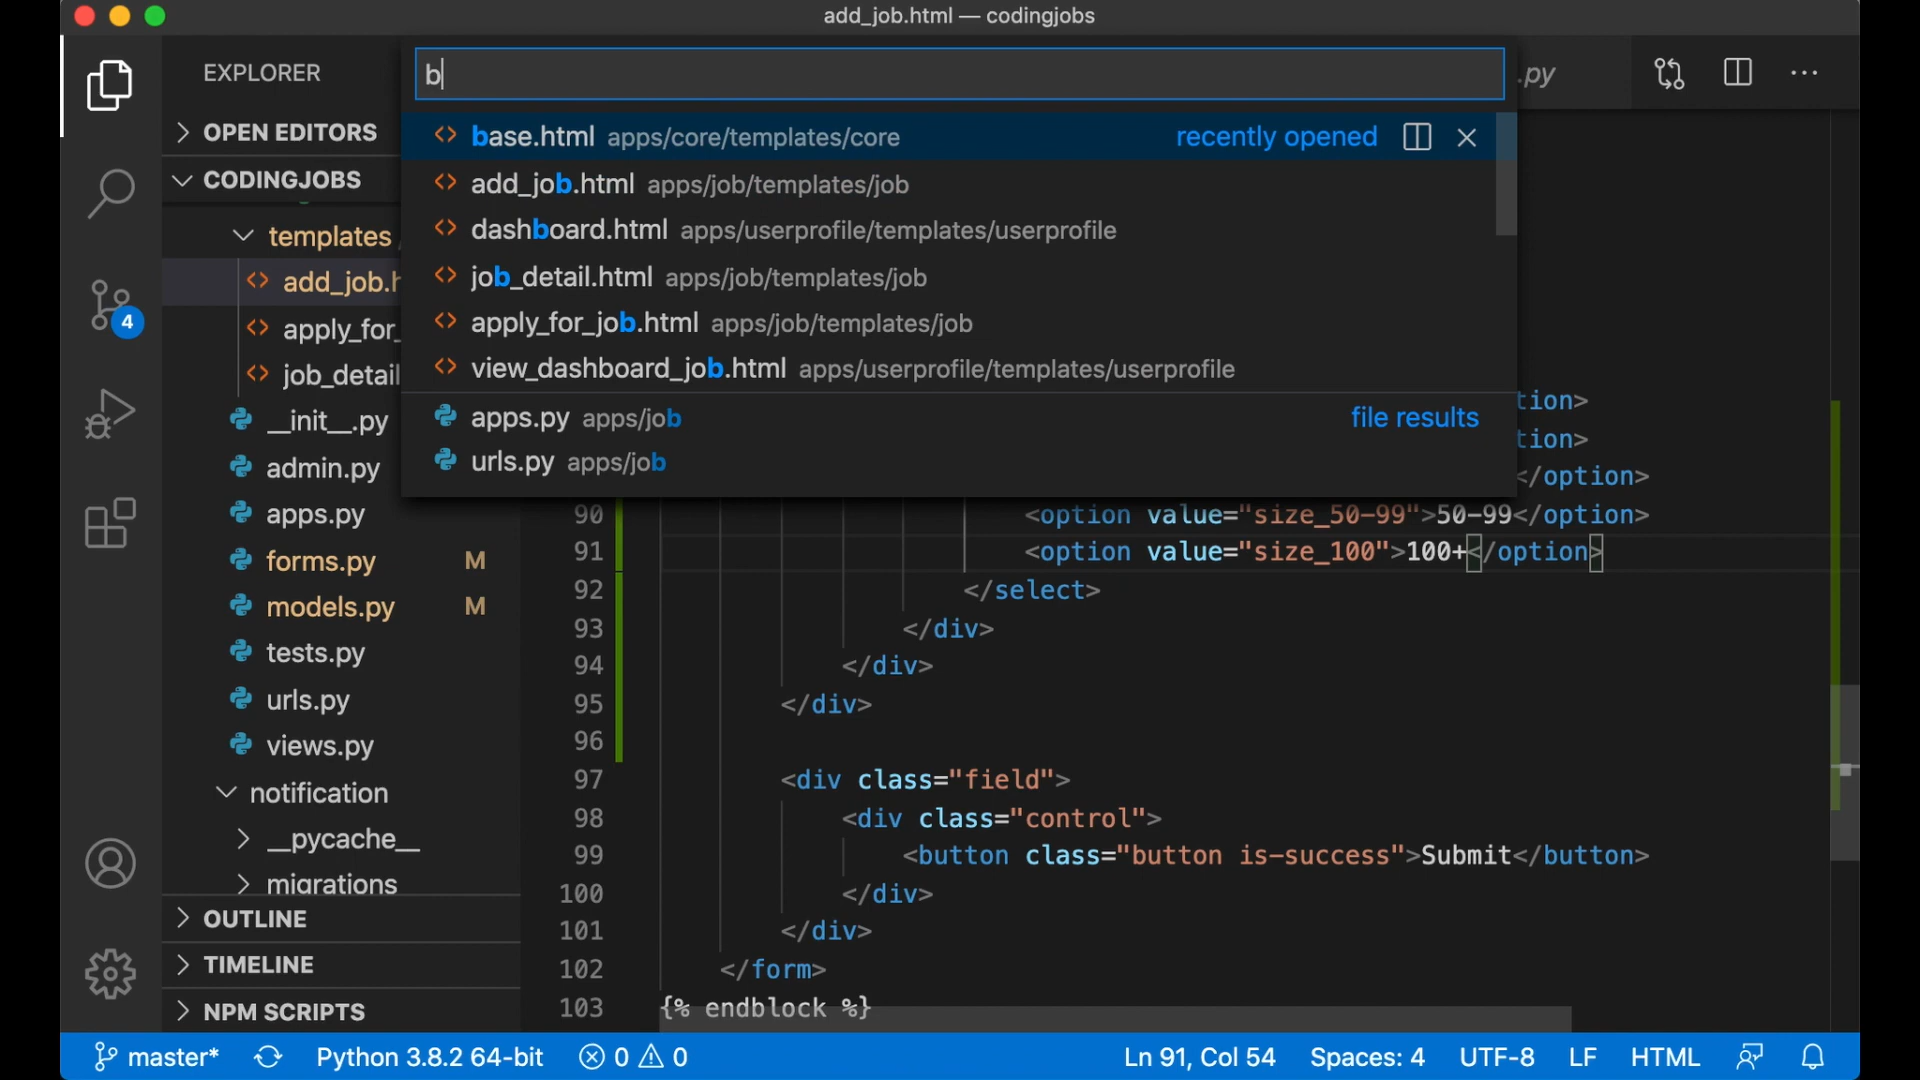 add_job.html — codingjobs
EXPLORER
b
.py
OPEN EDITORS
CODINGJOBS
templates
add_job.h
apply_for_
job_detail
__init__.py
admin.py
apps.py
forms.py M
models.py M
tests.py
urls.py
views.py
notification
__pycache__
migrations
OUTLINE
TIMELINE
NPM SCRIPTS
base.html apps/core/templates/core recently opened
add_job.html apps/job/templates/job
dashboard.html apps/userprofile/templates/userprofile
job_detail.html apps/job/templates/job
apply_for_job.html apps/job/templates/job
view_dashboard_job.html apps/userprofile/templates/userprofile
apps.py apps/job file results
urls.py apps/job
tion>
tion>
</option>
90 <option value="size_50-99">50-99</option>
91 <option value="size_100">100+</option>
92 </select>
93 </div>
94 </div>
95 </div>
96
97 <div class="field">
98 <div class="control">
99 <button class="button is-success">Submit</button>
100 </div>
101 </div>
102 </form>
103 {% endblock %}
4
master* Python 3.8.2 64-bit 0 0 Ln 91, Col 54 Spaces: 4 UTF-8 LF HTML